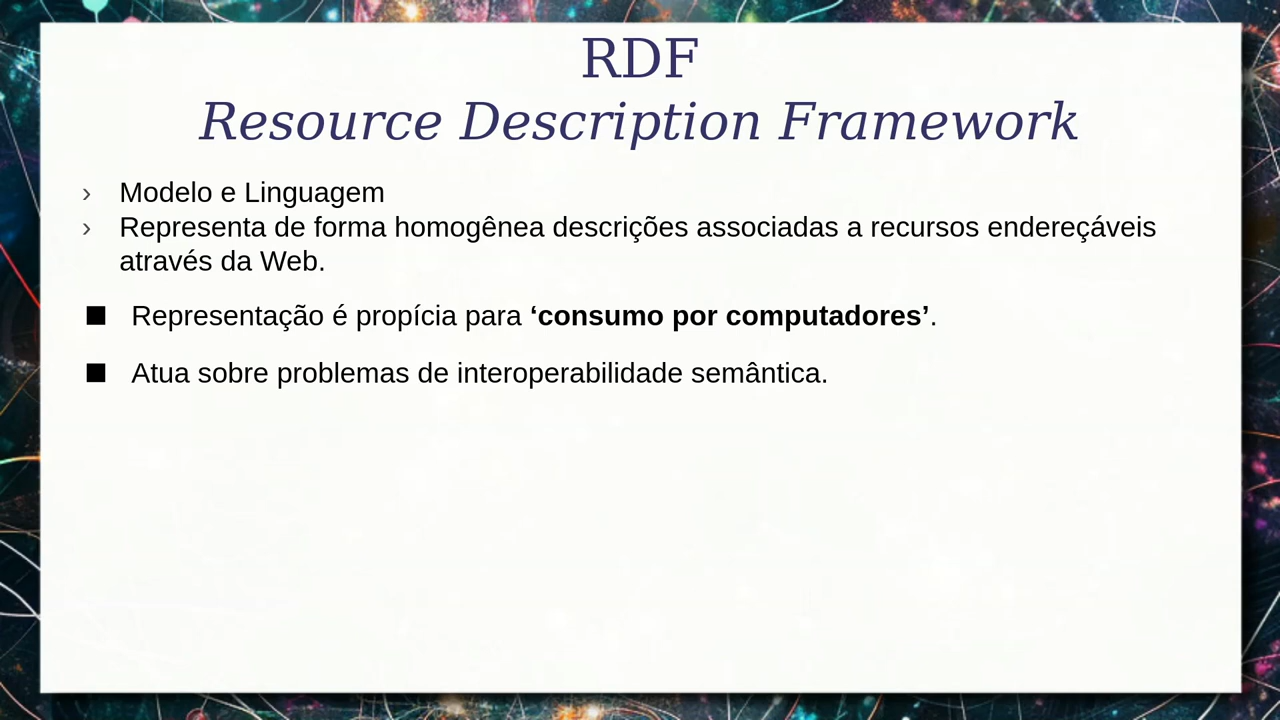 RDF
Resource Description Framework
› Modelo e Linguagem
› Representa de forma homogênea descrições associadas a recursos endereçáveis
através da Web.
■ Representação é propícia para ‘consumo por computadores’.
■ Atua sobre problemas de interoperabilidade semântica.